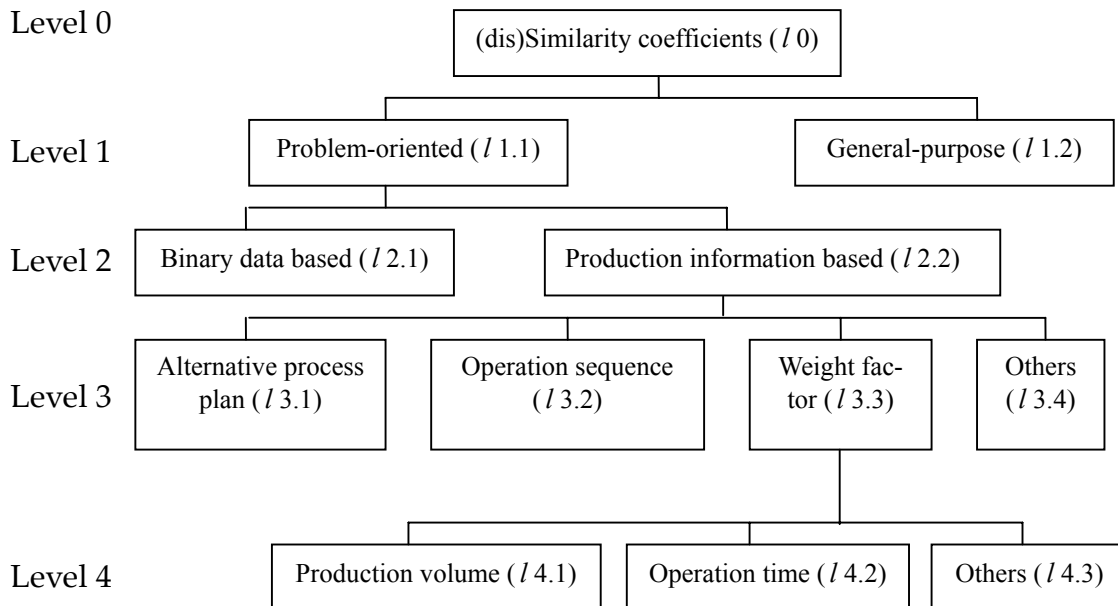 Level 0
(dis)Similarity coefficients (l 0)
Level 1
Problem-oriented (l 1.1)
General-purpose (l 1.2)
Level 2
Binary data based (l 2.1)
Production information based (l 2.2)
Level 3
Alternative process
plan (l 3.1)
Operation sequence
(l 3.2)
Weight fac-
tor (l 3.3)
Others
(l 3.4)
Level 4
Production volume (l 4.1)
Operation time (l 4.2)
Others (l 4.3)